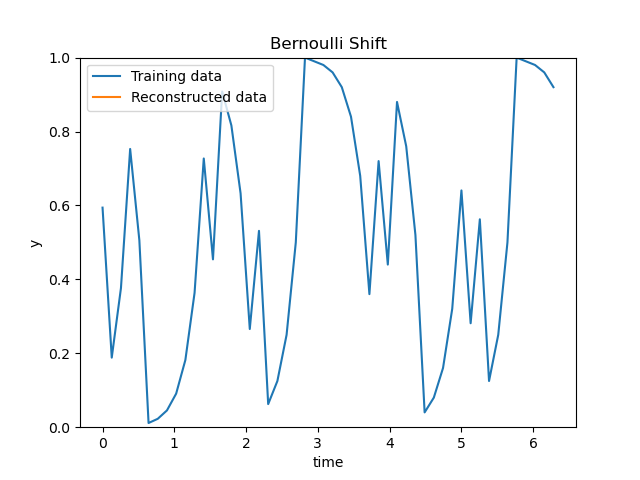 Bernoulli Shift
Training data
Reconstructed data
y
1.0
0.8
0.6
0.4
0.2
0.0
0 1 2 3 4 5 6
time